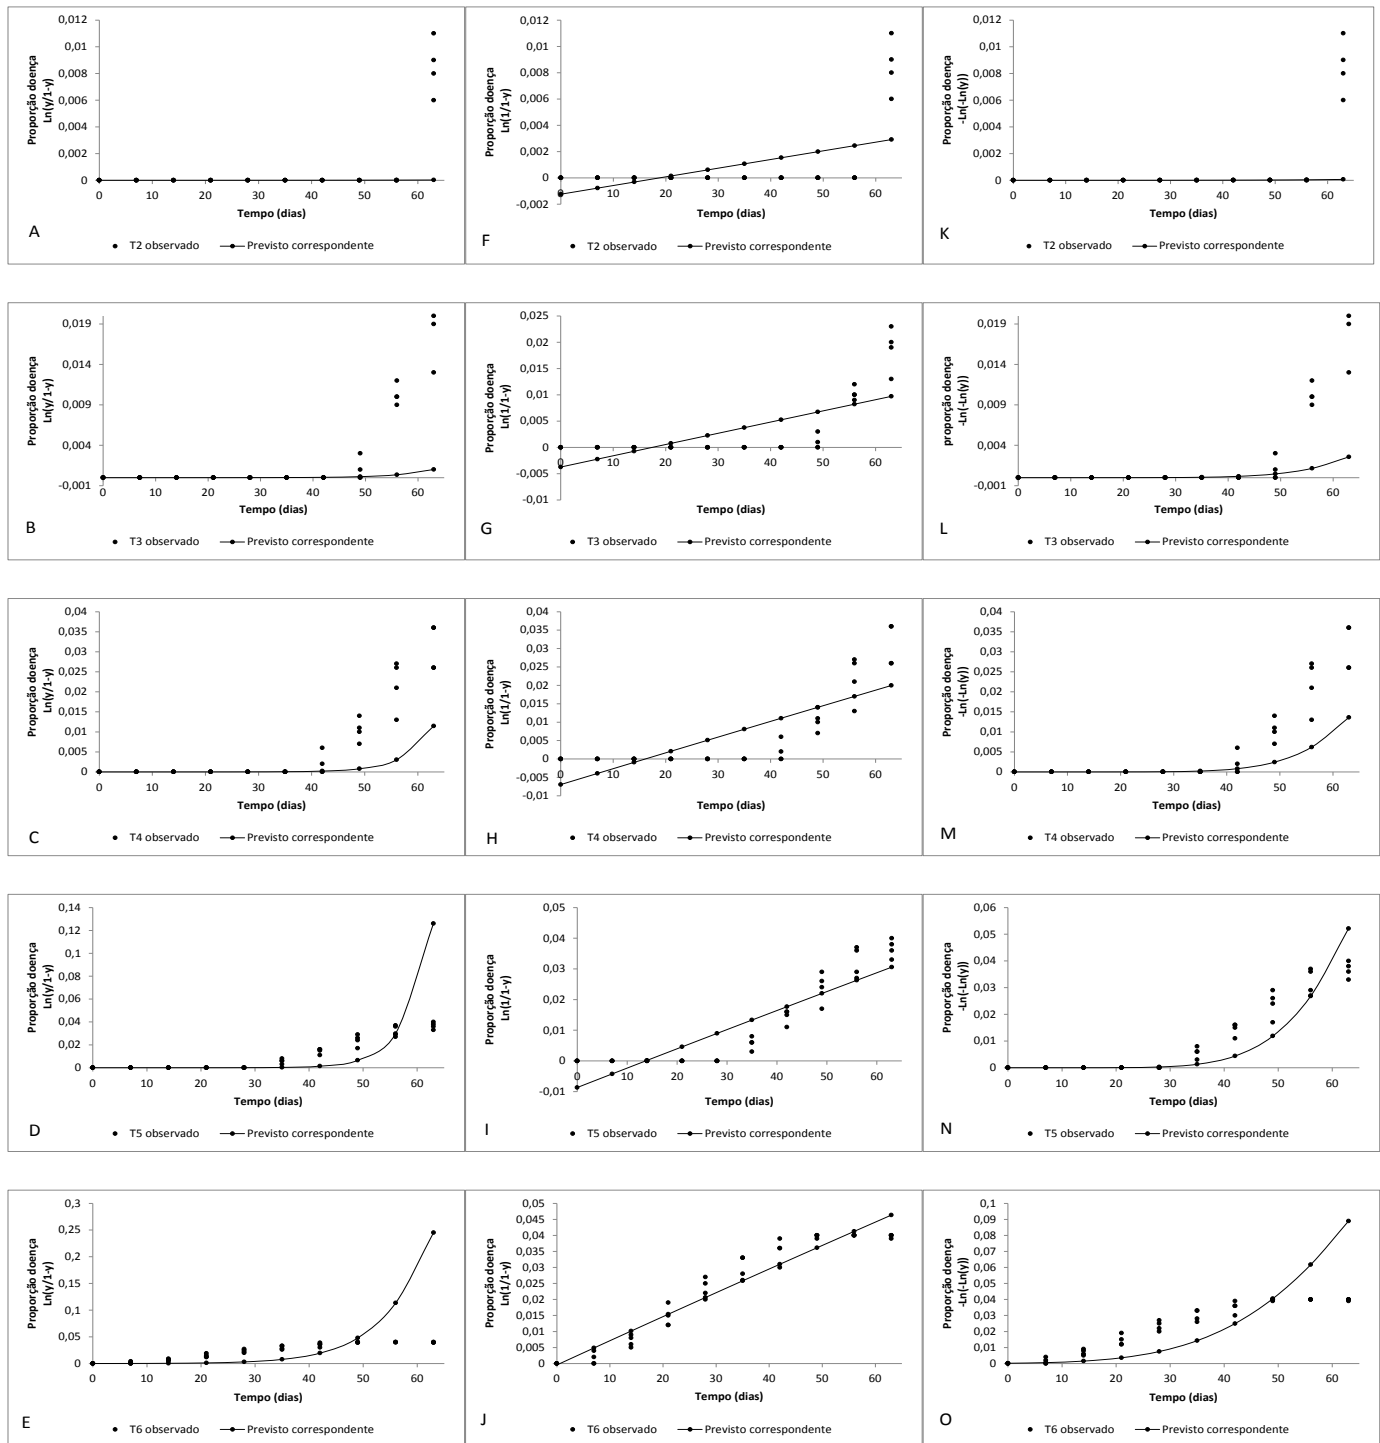 Proporção doença
Ln(y/1-y)
0,012
0,01
0,008
0,006
0,004
0,002
0
0 10 20 30 40 50 60
Tempo (dias)
A
T2 observado Previsto correspondente
Proporção doença
Ln(1/1-y)
0,012
0,01
0,008
0,006
0,004
0,002
0
-0,002
0 10 20 30 40 50 60
Tempo (dias)
F
T2 observado Previsto correspondente
Proporção doença
-Ln(-Ln(y))
0,012
0,01
0,008
0,006
0,004
0,002
0
0 10 20 30 40 50 60
Tempo (dias)
K
T2 observado Previsto correspondente
Proporção doença
Ln(y/1-y)
0,019
0,014
0,009
0,004
-0,001
0 10 20 30 40 50 60
Tempo (dias)
B
T3 observado Previsto correspondente
Proporção doença
Ln(1/1-y)
0,025
0,02
0,015
0,01
0,005
0
-0,005
-0,01
0 10 20 30 40 50 60
Tempo (dias)
G
T3 observado Previsto correspondente
proporção doença
-Ln(-Ln(y))
0,019
0,014
0,009
0,004
-0,001
0 10 20 30 40 50 60
Tempo (dias)
L
T3 observado Previsto correspondente
Proporção doença
Ln(y/1-y)
0,04
0,035
0,03
0,025
0,02
0,015
0,01
0,005
0
0 10 20 30 40 50 60
Tempo (dias)
C
T4 observado Previsto correspondente
Proporção doença
Ln(1/1-y)
0,04
0,035
0,03
0,025
0,02
0,015
0,01
0,005
0
-0,005
-0,01
0 10 20 30 40 50 60
Tempo (dias)
H
T4 observado Previsto correspondente
Proporção doença
-Ln(-Ln(y))
0,04
0,035
0,03
0,025
0,02
0,015
0,01
0,005
0
0 10 20 30 40 50 60
Tempo (dias)
M
T4 observado Previsto correspondente
Proporção doença
Ln(y/1-y)
0,14
0,12
0,1
0,08
0,06
0,04
0,02
0
0 10 20 30 40 50 60
Tempo (dias)
D
T5 observado Previsto correspondente
Proporção doença
Ln(1/1-y)
0,05
0,04
0,03
0,02
0,01
0
-0,01
0 10 20 30 40 50 60
Tempo (dias)
I
T5 observado Previsto correspondente
Proporção doença
-Ln(-Ln(y))
0,06
0,05
0,04
0,03
0,02
0,01
0
0 10 20 30 40 50 60
Tempo (dias)
N
T5 observado Previsto correspondente
Proporção doença
Ln(y/1-y)
0,3
0,25
0,2
0,15
0,1
0,05
0
0 10 20 30 40 50 60
Tempo (dias)
E
T6 observado Previsto correspondente
Proporção doença
Ln(1/1-y)
0,05
0,045
0,04
0,035
0,03
0,025
0,02
0,015
0,01
0,005
0
0 10 20 30 40 50 60
Tempo (dias)
J
T6 observado Previsto correspondente
Proporção doença
-Ln(-Ln(y))
0,1
0,09
0,08
0,07
0,06
0,05
0,04
0,03
0,02
0,01
0
0 10 20 30 40 50 60
Tempo (dias)
O
T6 observado Previsto correspondente